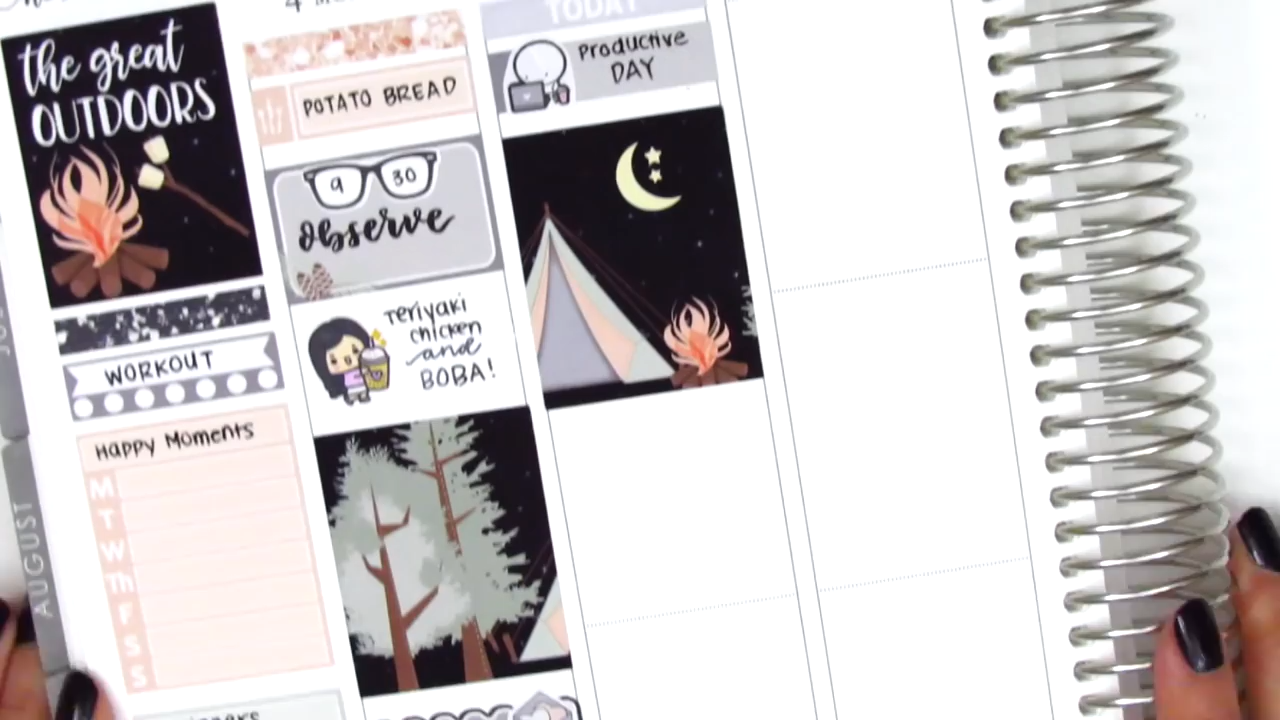 the great
OUTDOORS
WORKOUT
Happy Moments
M
T
W
Th
F
S
S
AUGUST
POTATO BREAD
9 30
observe
Teriyaki
chicken
and
BOBA!
TODAY
Productive
DAY